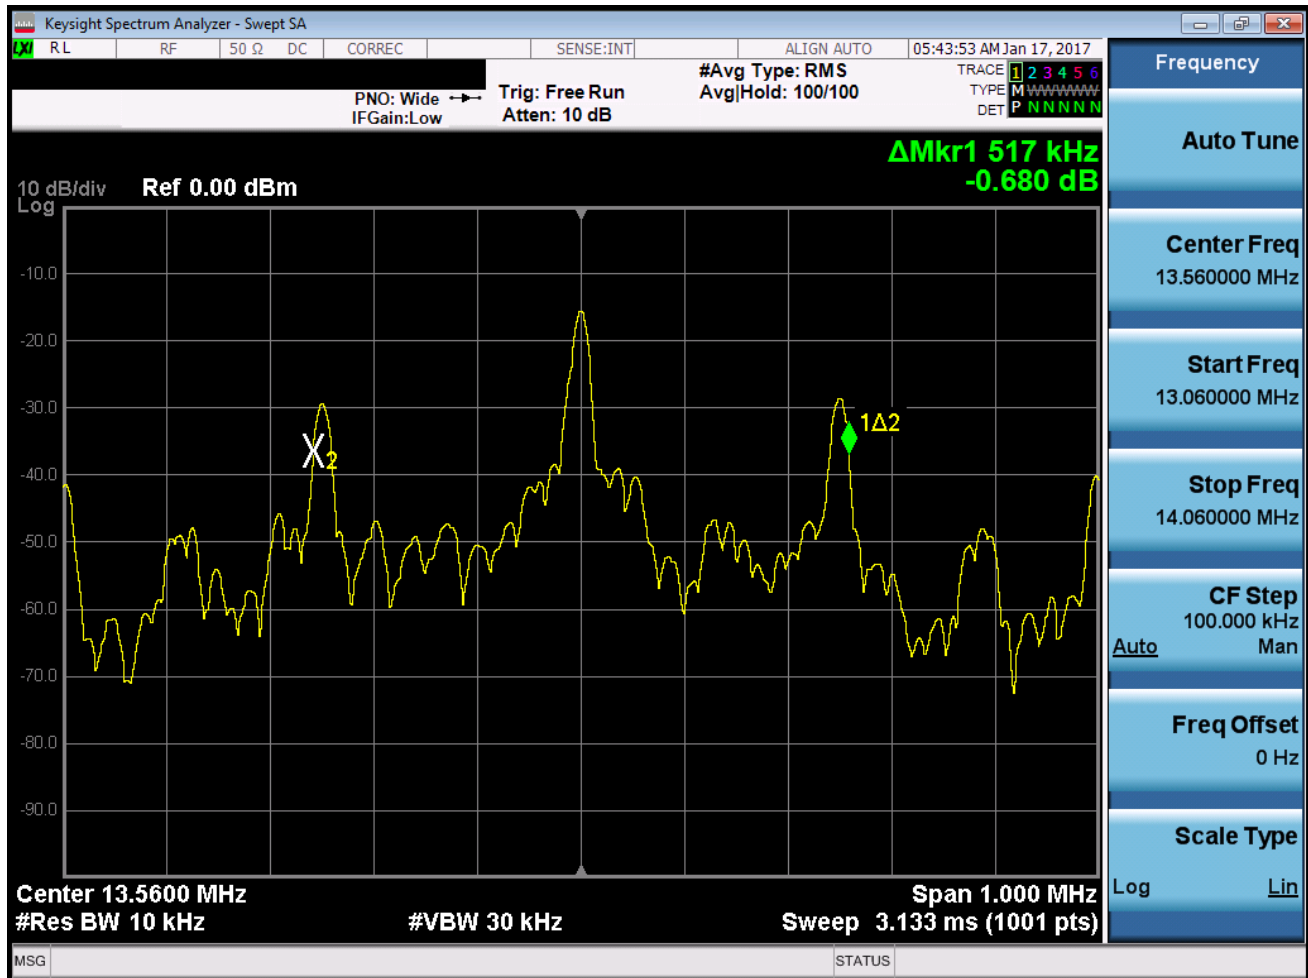 Keysight Spectrum Analyzer - Swept SA
LXI RL RF 50 Ω DC CORREC SENSE:INT ALIGN AUTO 05:43:53 AM Jan 17, 2017
PNO: Wide
IFGain:Low
Trig: Free Run
Atten: 10 dB
#Avg Type: RMS
Avg|Hold: 100/100
TRACE 1 2 3 4 5 6
TYPE M WWWWW
DET P N N N N N
ΔMkr1 517 kHz
-0.680 dB
10 dB/div Ref 0.00 dBm
Log
-10.0
-20.0
-30.0
-40.0
-50.0
-60.0
-70.0
-80.0
-90.0
X2
1Δ2
Center 13.5600 MHz Span 1.000 MHz
#Res BW 10 kHz #VBW 30 kHz Sweep 3.133 ms (1001 pts)
MSG STATUS
Frequency
Auto Tune
Center Freq
13.560000 MHz
Start Freq
13.060000 MHz
Stop Freq
14.060000 MHz
CF Step
100.000 kHz
Auto Man
Freq Offset
0 Hz
Scale Type
Log Lin